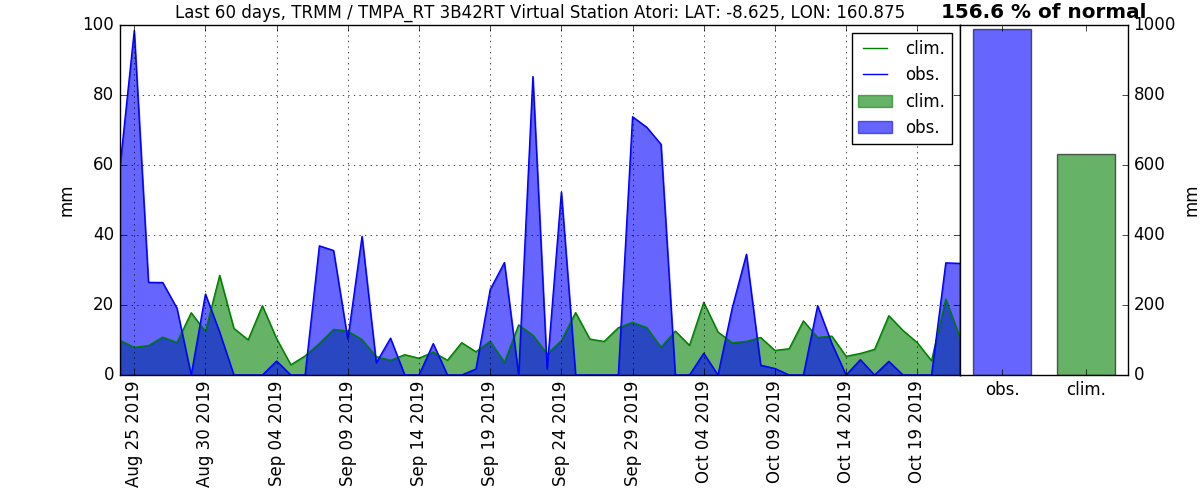 Last 60 days, TRMM / TMPA_RT 3B42RT Virtual Station Atori: LAT: -8.625, LON: 160.875
156.6 % of normal
100
80
60
40
20
0
mm
clim.
obs.
clim.
obs.
1000
800
600
400
200
0
mm
obs.
clim.
Aug 25 2019
Aug 30 2019
Sep 04 2019
Sep 09 2019
Sep 14 2019
Sep 19 2019
Sep 24 2019
Sep 29 2019
Oct 04 2019
Oct 09 2019
Oct 14 2019
Oct 19 2019